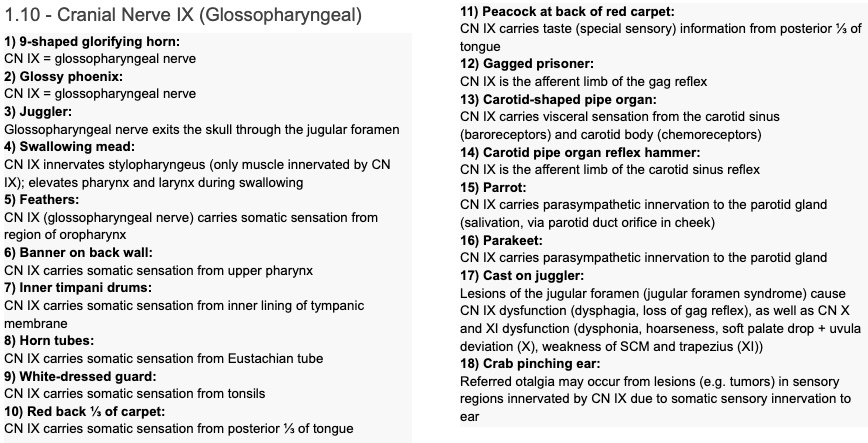 1.10 - Cranial Nerve IX (Glossopharyngeal)
1) 9-shaped glorifying horn:
CN IX = glossopharyngeal nerve
2) Glossy phoenix:
CN IX = glossopharyngeal nerve
3) Juggler:
Glossopharyngeal nerve exits the skull through the jugular foramen
4) Swallowing mead:
CN IX innervates stylopharyngeus (only muscle innervated by CN
IX); elevates pharynx and larynx during swallowing
5) Feathers:
CN IX (glossopharyngeal nerve) carries somatic sensation from
region of oropharynx
6) Banner on back wall:
CN IX carries somatic sensation from upper pharynx
7) Inner timpani drums:
CN IX carries somatic sensation from inner lining of tympanic
membrane
8) Horn tubes:
CN IX carries somatic sensation from Eustachian tube
9) White-dressed guard:
CN IX carries somatic sensation from tonsils
10) Red back ⅓ of carpet:
CN IX carries somatic sensation from posterior ⅓ of tongue
11) Peacock at back of red carpet:
CN IX carries taste (special sensory) information from posterior ⅓ of
tongue
12) Gagged prisoner:
CN IX is the afferent limb of the gag reflex
13) Carotid-shaped pipe organ:
CN IX carries visceral sensation from the carotid sinus
(baroreceptors) and carotid body (chemoreceptors)
14) Carotid pipe organ reflex hammer:
CN IX is the afferent limb of the carotid sinus reflex
15) Parrot:
CN IX carries parasympathetic innervation to the parotid gland
(salivation, via parotid duct orifice in cheek)
16) Parakeet:
CN IX carries parasympathetic innervation to the parotid gland
17) Cast on juggler:
Lesions of the jugular foramen (jugular foramen syndrome) cause
CN IX dysfunction (dysphagia, loss of gag reflex), as well as CN X
and XI dysfunction (dysphonia, hoarseness, soft palate drop + uvula
deviation (X), weakness of SCM and trapezius (XI))
18) Crab pinching ear:
Referred otalgia may occur from lesions (e.g. tumors) in sensory
regions innervated by CN IX due to somatic sensory innervation to
ear